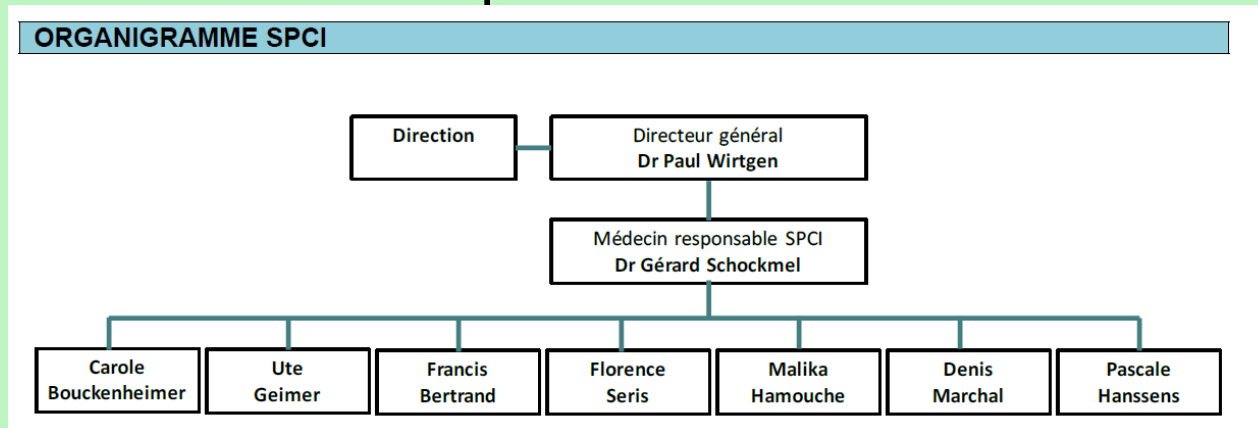 ORGANIGRAMME SPCI
Direction
Directeur général
Dr Paul Wirtgen
Médecin responsable SPCI
Dr Gérard Schockmel
Carole
Bouckenheimer
Ute
Geimer
Francis
Bertrand
Florence
Seris
Malika
Hamouche
Denis
Marchal
Pascale
Hanssens